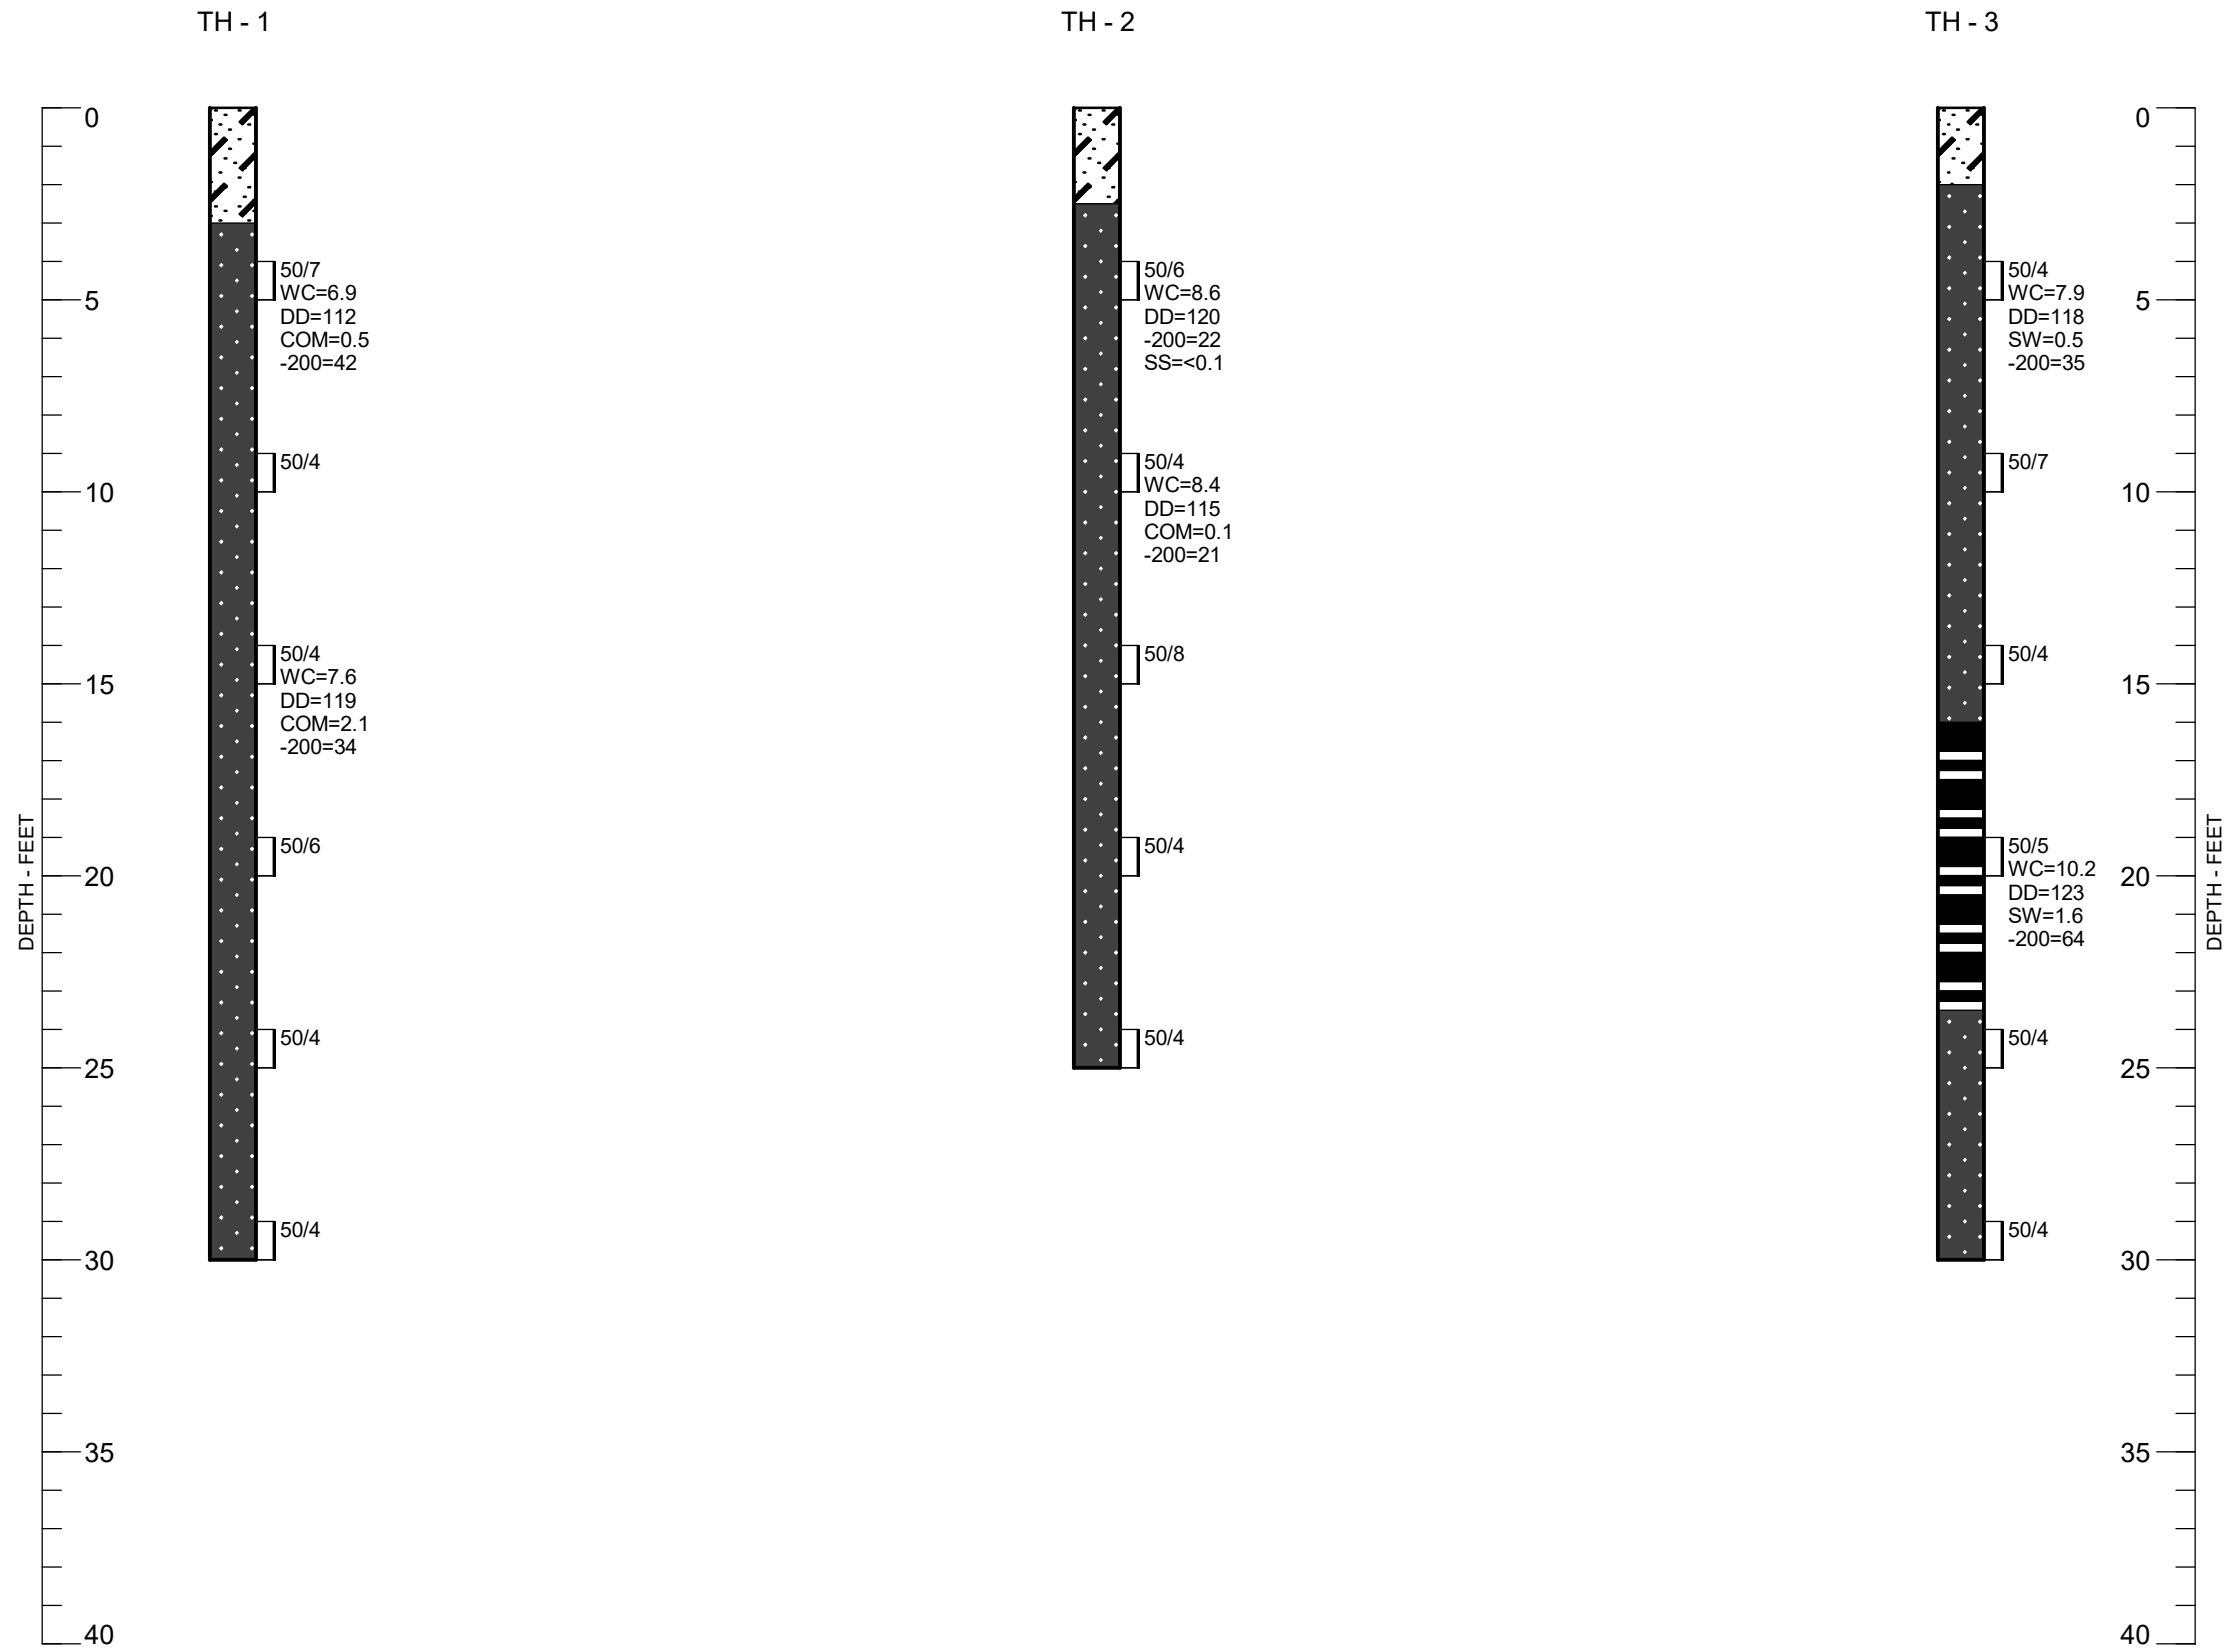 TH - 1
TH - 2
TH - 3
DEPTH - FEET
0
5
10
15
20
25
30
35
40
50/7
WC=6.9
DD=112
COM=0.5
-200=42
50/4
50/4
WC=7.6
DD=119
COM=2.1
-200=34
50/6
50/4
50/4
50/6
WC=8.6
DD=120
-200=22
SS=<0.1
50/4
WC=8.4
DD=115
COM=0.1
-200=21
50/8
50/4
50/4
50/4
WC=7.9
DD=118
SW=0.5
-200=35
50/7
50/4
50/5
WC=10.2
DD=123
SW=1.6
-200=64
50/4
50/4
0
5
10
15
20
25
30
35
40
DEPTH - FEET